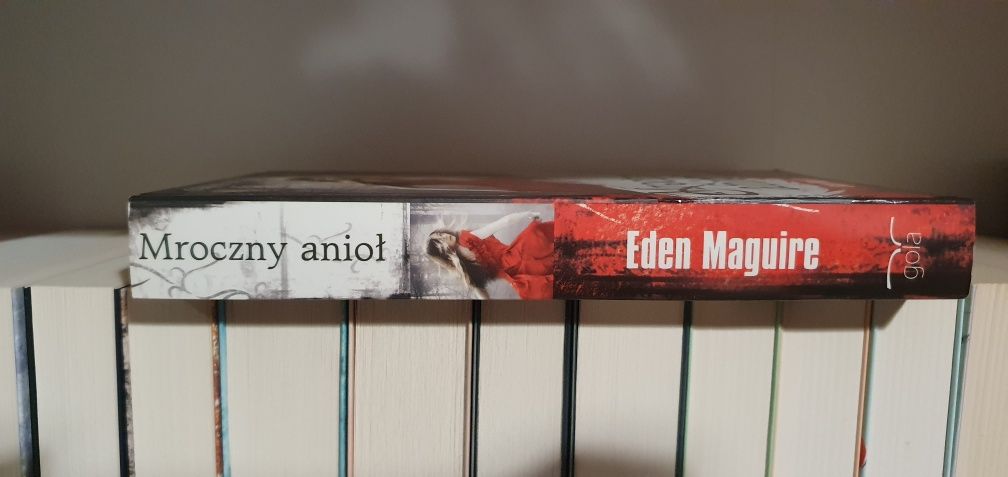 Mroczny anioł
Eden Maguire
gola